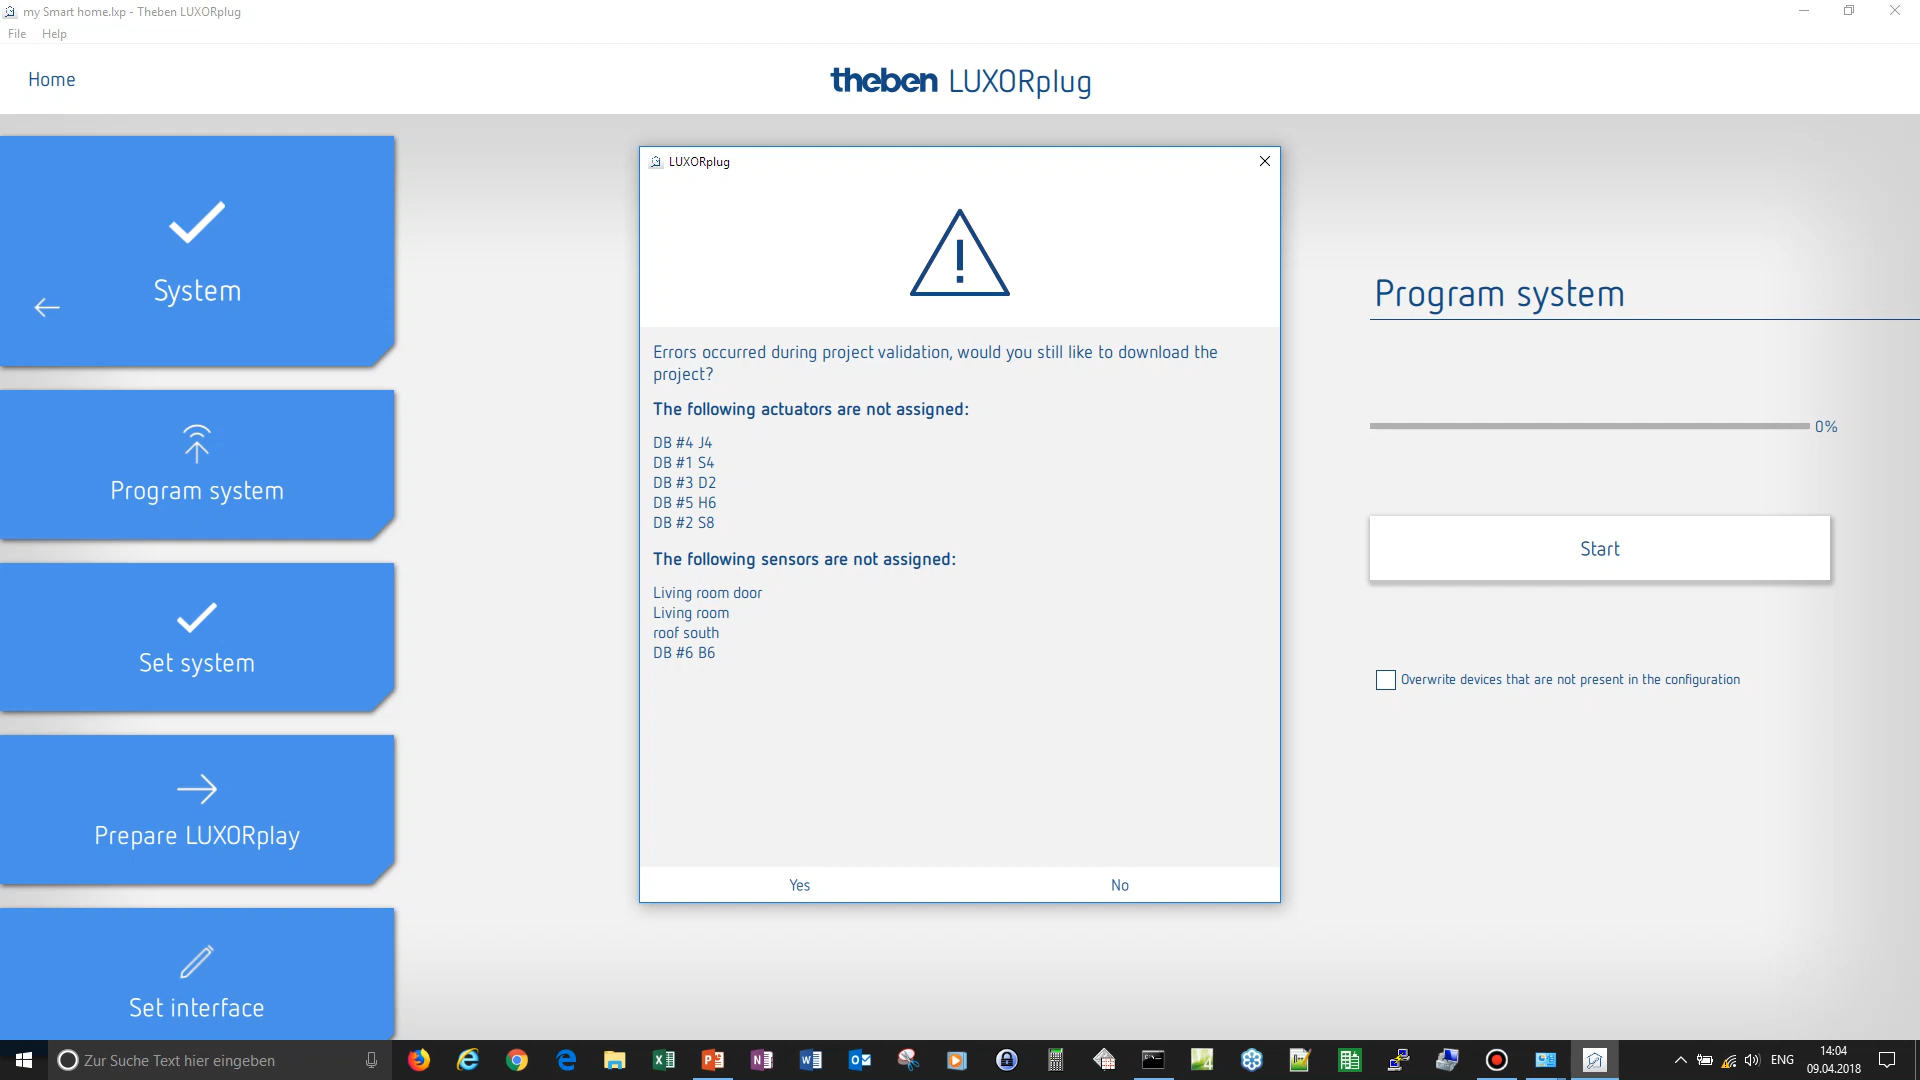 my Smart home.lxp - Theben LUXORplug
File Help
Home
theben LUXORplug
System
Program system
Set system
Prepare LUXORplay
Set interface
LUXORplug
Errors occurred during project validation, would you still like to download the
project?
The following actuators are not assigned:
DB #4 J4
DB #1 S4
DB #3 D2
DB #5 H6
DB #2 S8
The following sensors are not assigned:
Living room door
Living room
roof south
DB #6 B6
Yes No
Program system
0%
Start
Overwrite devices that are not present in the configuration
Zur Suche Text hier eingeben
ENG
14:04
09.04.2018